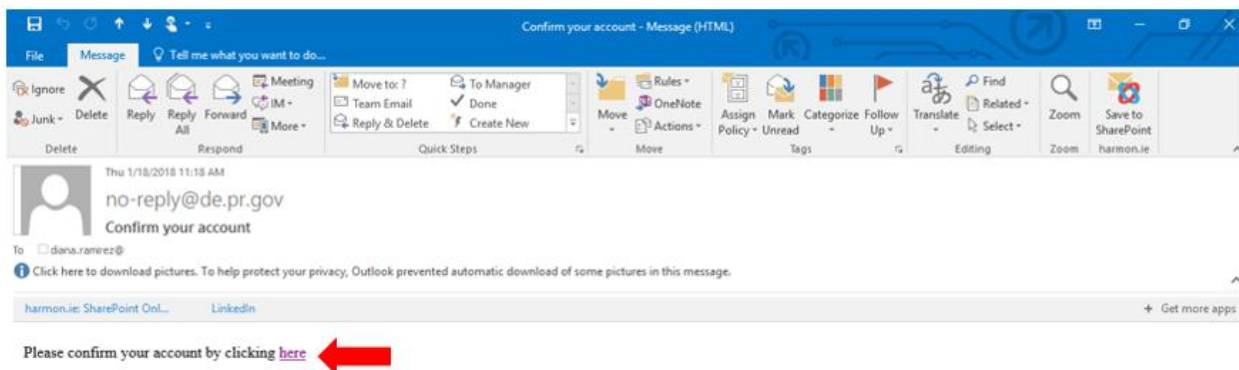 Confirm your account - Message (HTML)
File Message Tell me what you want to do...
Ignore
Junk
Delete
Reply
Reply All
Forward
Meeting
IM
More
Move to: ?
Team Email
Reply & Delete
To Manager
Done
Create New
Move
Rules
OneNote
Actions
Assign Policy
Mark Unread
Categorize
Follow Up
Translate
Find
Related
Select
Zoom
Save to SharePoint
Delete Respond Quick Steps Move Tags Editing Zoom harmon.ie
Thu 1/18/2018 11:18 AM
no-reply@de.pr.gov
Confirm your account
To diana.ramirez@
Click here to download pictures. To help protect your privacy, Outlook prevented automatic download of some pictures in this message.
harmon.ie: SharePoint Onl... LinkedIn + Get more apps
Please confirm your account by clicking here